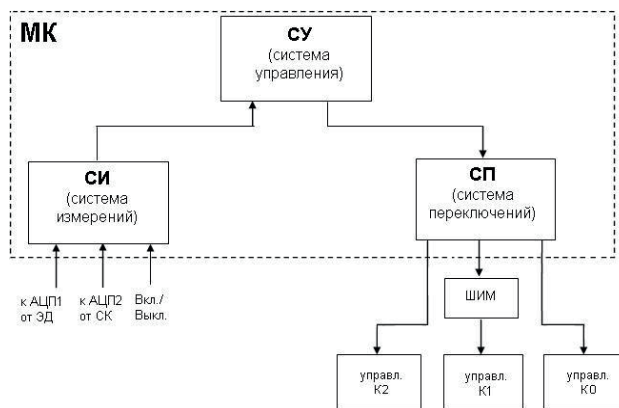 МК
СУ
(система
управления)
СИ
(система
измерений)
СП
(система
переключений)
к АЦП1
от ЭД
к АЦП2
от СК
Вкл./
Выкл.
ШИМ
управл.
К2
управл.
К1
управл.
К0